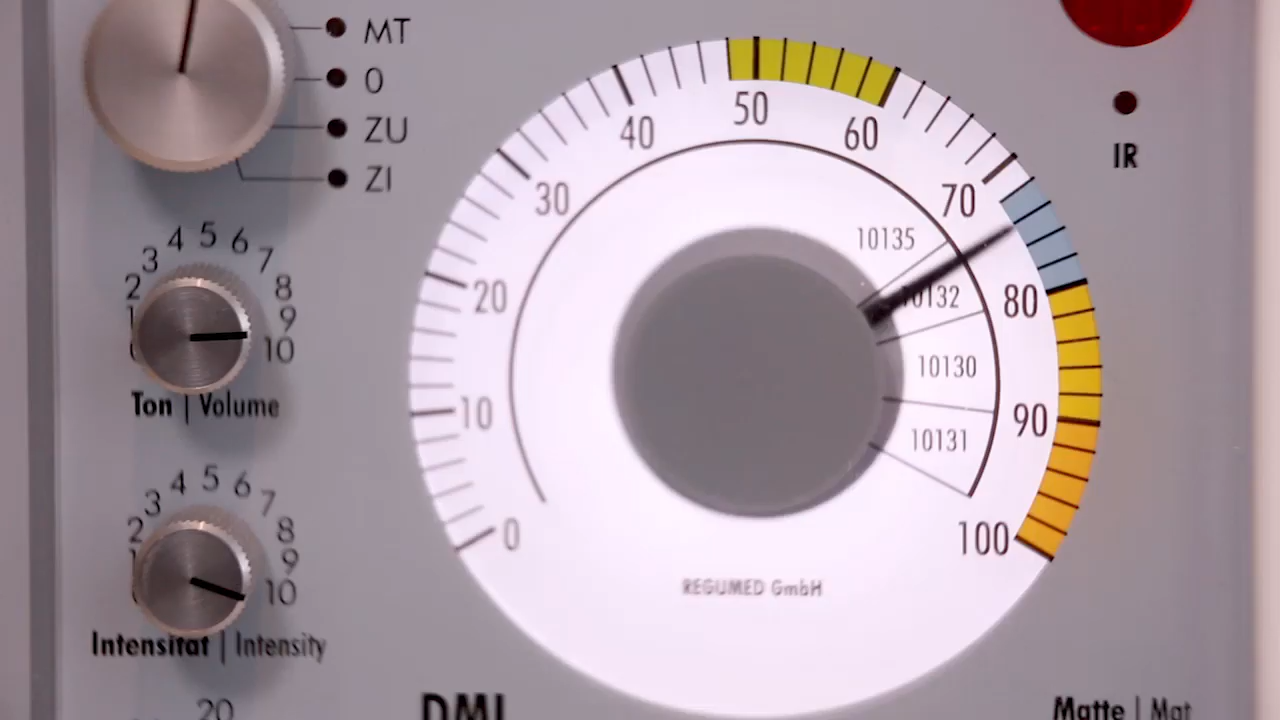 MT
0
ZU
ZI
2 3 4 5 6 7 8 9 10
Ton | Volume
2 3 4 5 6 7 8 9 10
Intensität | Intensity
20
0 10 20 30 40 50 60 70 80 90 100
10135
10132
10130
10131
REGUMED GmbH
IR
DMI
Matte | Mat